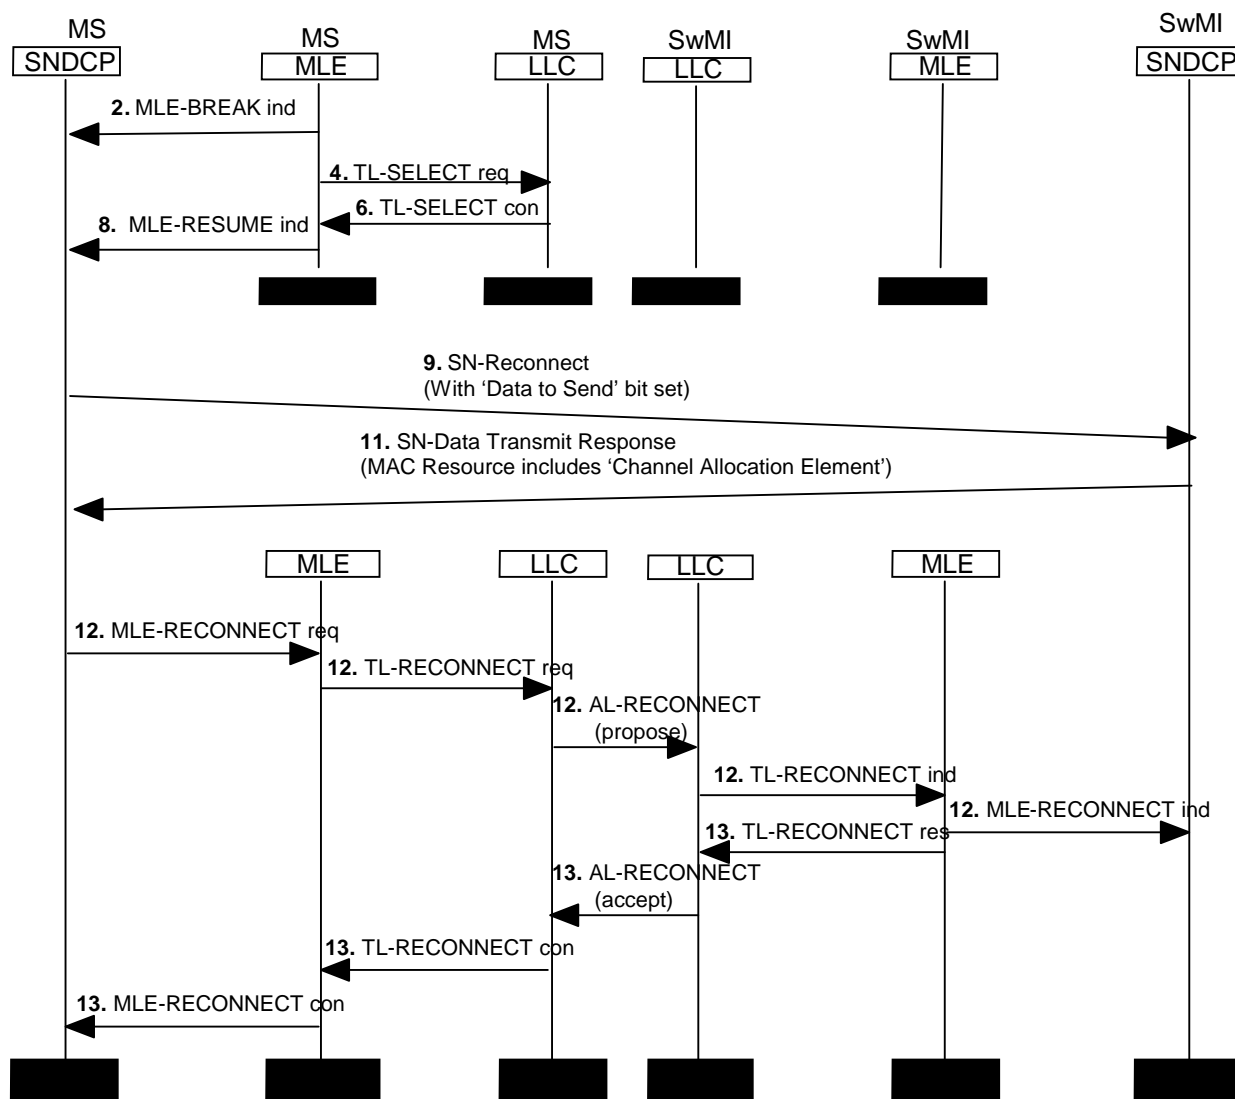 MS
MS
MS
SwMI
SwMI
SwMI
SNDCP
MLE
LLC
LLC
MLE
SNDCP
2. MLE-BREAK ind
4. TL-SELECT req
6. TL-SELECT con
8. MLE-RESUME ind
9. SN-Reconnect
(With ‘Data to Send’ bit set)
11. SN-Data Transmit Response
(MAC Resource includes ‘Channel Allocation Element’)
MLE
LLC
LLC
MLE
12. MLE-RECONNECT req
12. TL-RECONNECT req
12. AL-RECONNECT
(propose)
12. TL-RECONNECT ind
12. MLE-RECONNECT ind
13. TL-RECONNECT res
13. AL-RECONNECT
(accept)
13. TL-RECONNECT con
13. MLE-RECONNECT con